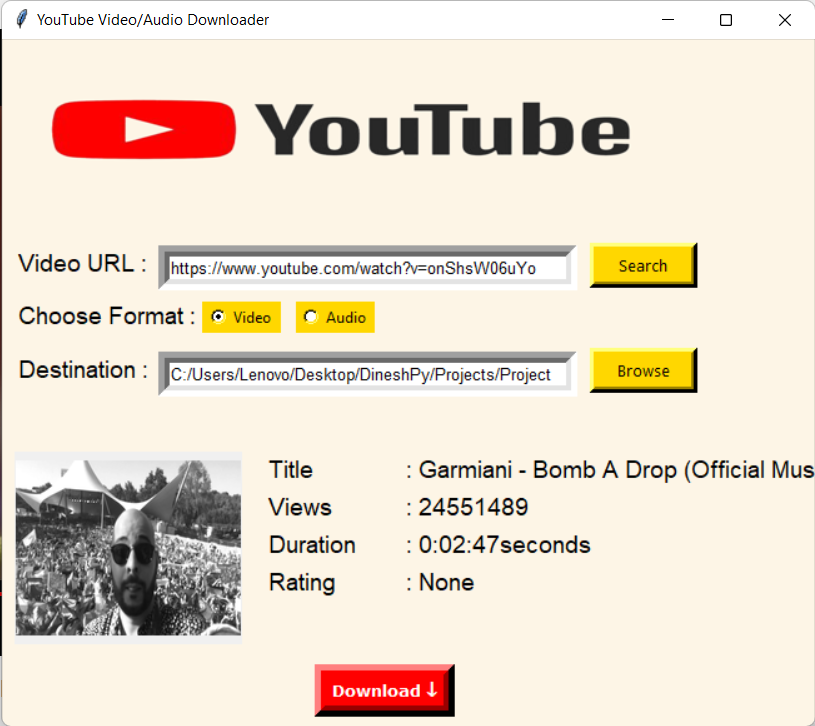 YouTube Video/Audio Downloader
YouTube
Video URL : https://www.youtube.com/watch?v=onShsW06uYo Search
Choose Format : Video Audio
Destination : C:/Users/Lenovo/Desktop/DineshPy/Projects/Project Browse
Title : Garmiani - Bomb A Drop (Official Mus
Views : 24551489
Duration : 0:02:47seconds
Rating : None
Download ↓